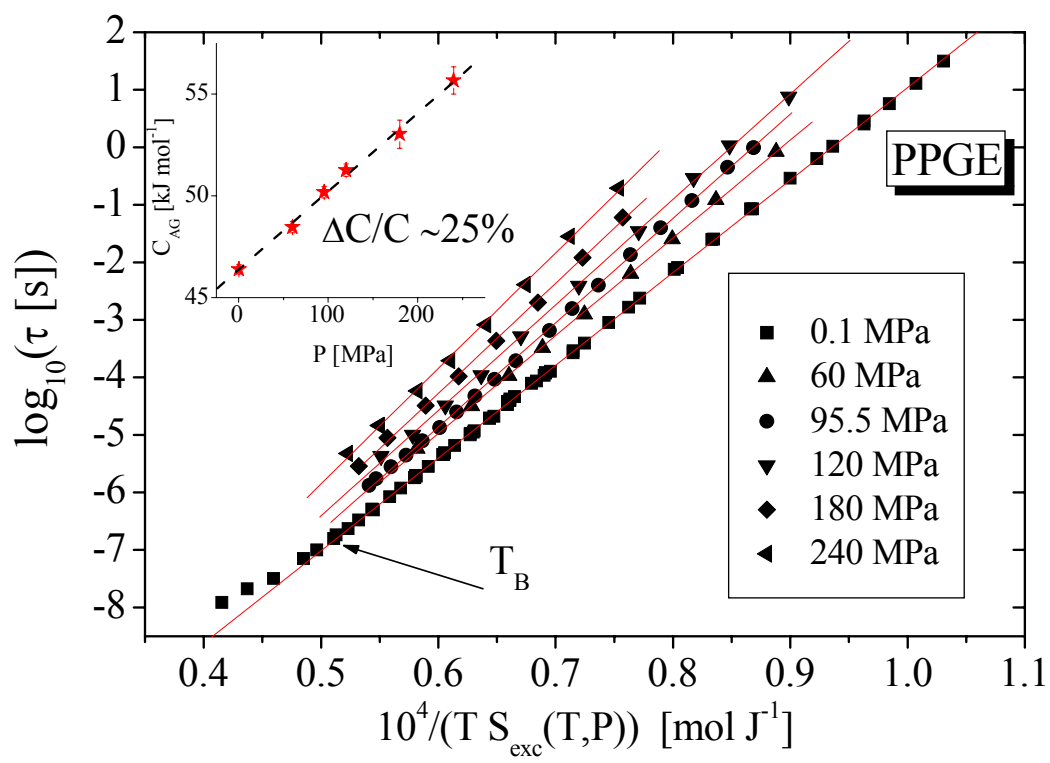 2
1
0
-1
-2
-3
-4
-5
-6
-7
-8
log₁₀(τ [s])
55
50
45
C_AG [kJ mol⁻¹]
0 100 200
P [MPa]
ΔC/C ~25%
PPGE
0.1 MPa
60 MPa
95.5 MPa
120 MPa
180 MPa
240 MPa
T_B
0.4 0.5 0.6 0.7 0.8 0.9 1.0 1.1
10⁴/(T S_exc(T,P)) [mol J⁻¹]